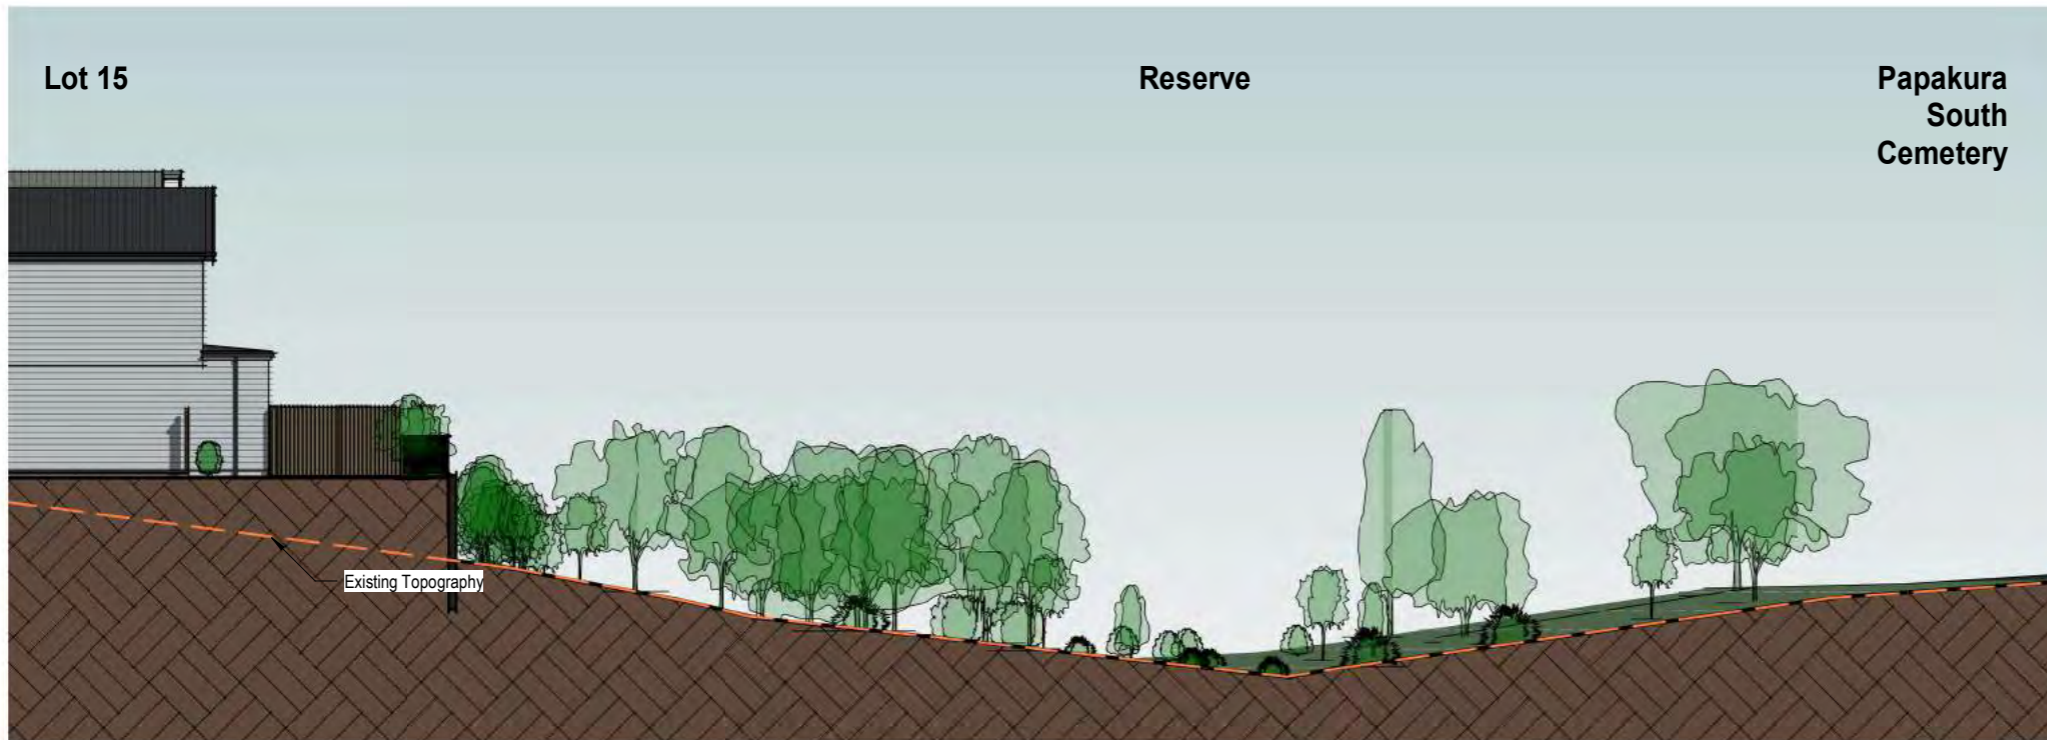 Lot 15
Reserve
Papakura
South
Cemetery
Existing Topography